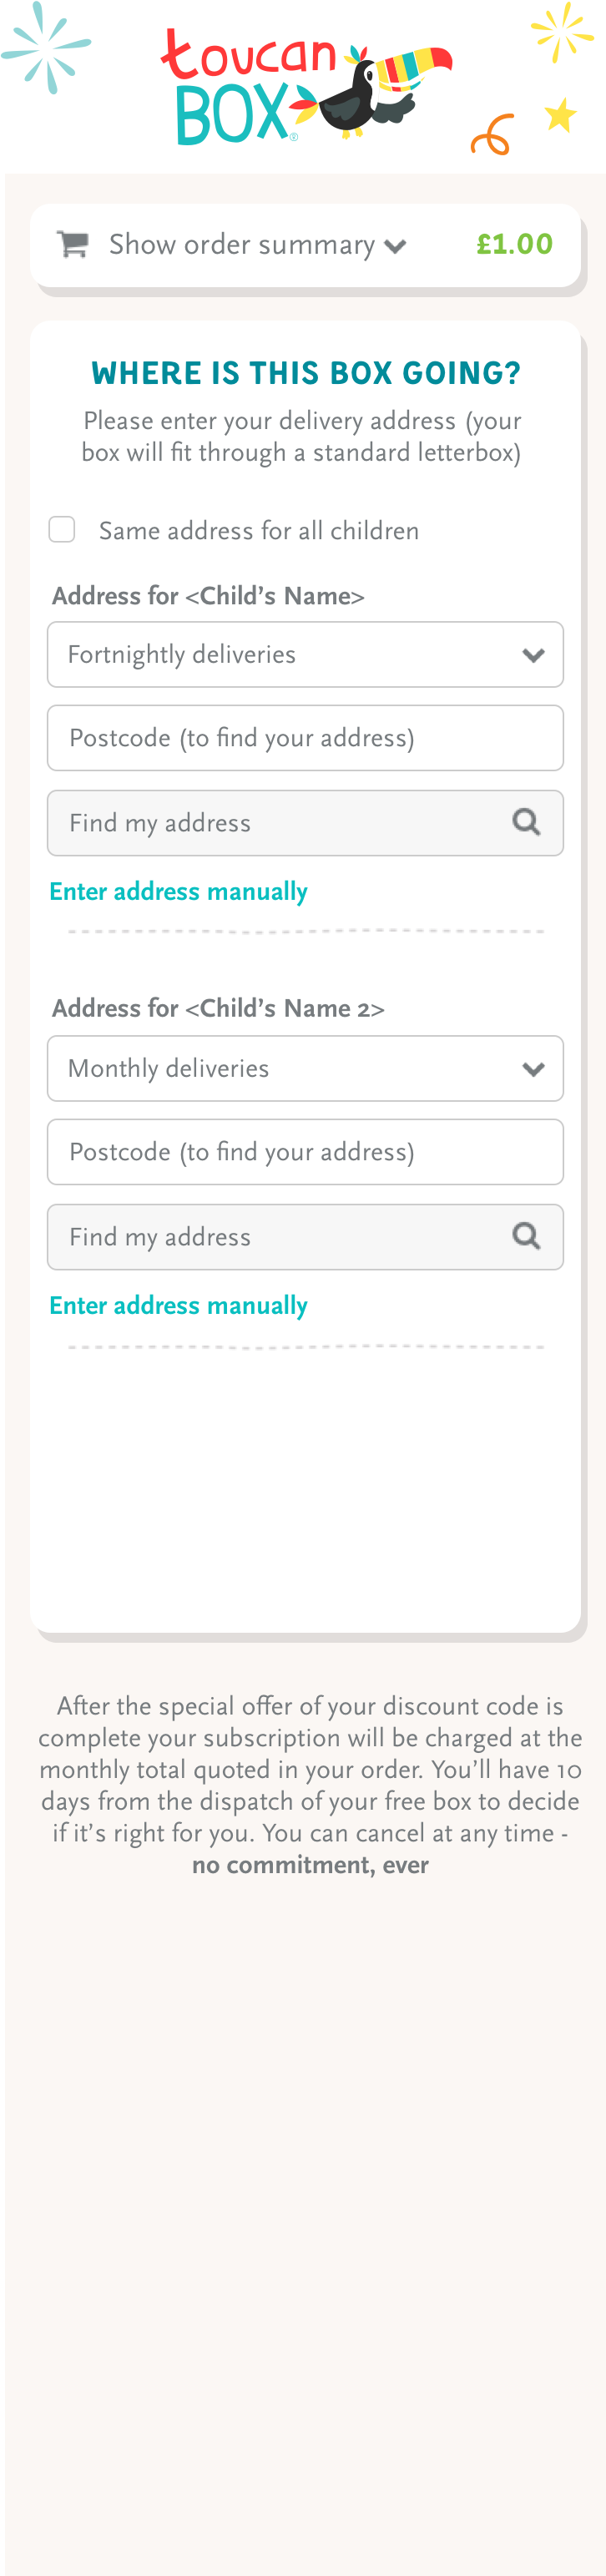 toucan
BOX
Show order summary
£1.00
WHERE IS THIS BOX GOING?
Please enter your delivery address (your
box will fit through a standard letterbox)
Same address for all children
Address for <Child's Name>
Fortnightly deliveries
Postcode (to find your address)
Find my address
Enter address manually
Address for <Child's Name 2>
Monthly deliveries
Postcode (to find your address)
Find my address
Enter address manually
After the special offer of your discount code is
complete your subscription will be charged at the
monthly total quoted in your order. You'll have 10
days from the dispatch of your free box to decide
if it's right for you. You can cancel at any time -
no commitment, ever